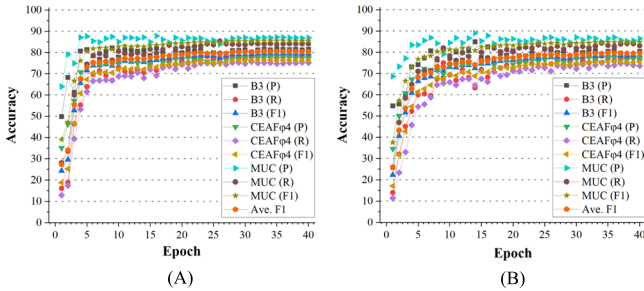 100
90
80
70
60
50
40
30
20
10
0
Accuracy
0 5 10 15 20 25 30 35 40
Epoch
B3 (P)
B3 (R)
B3 (F1)
CEAFφ4 (P)
CEAFφ4 (R)
CEAFφ4 (F1)
MUC (P)
MUC (R)
MUC (F1)
Ave. F1
(A)
100
90
80
70
60
50
40
30
20
10
0
Accuracy
0 5 10 15 20 25 30 35 40
Epoch
B3 (P)
B3 (R)
B3 (F1)
CEAFφ4 (P)
CEAFφ4 (R)
CEAFφ4 (F1)
MUC (P)
MUC (R)
MUC (F1)
Ave. F1
(B)